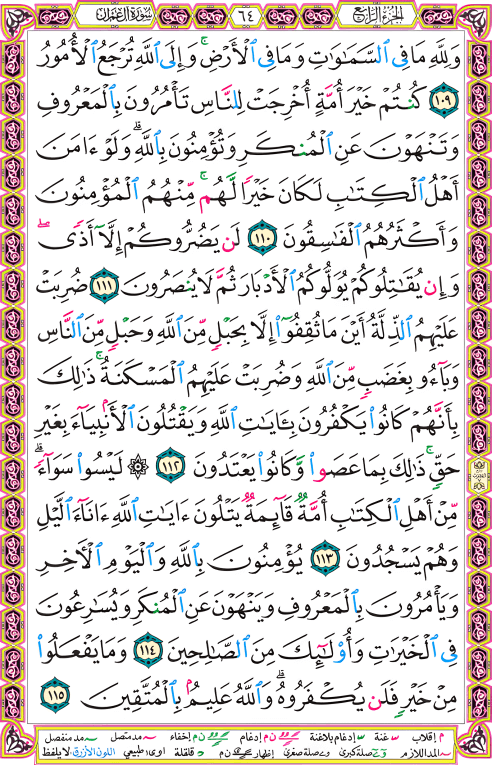 الجزء الرابع ٦٤ سورة آل عمران
وَلِلَّهِ مَا فِى ٱلسَّمَـٰوَٰتِ وَمَا فِى ٱلْأَرْضِ ۚ وَإِلَى ٱللَّهِ تُرْجَعُ ٱلْأُمُورُ
١٠٩ كُنتُمْ خَيْرَ أُمَّةٍ أُخْرِجَتْ لِلنَّاسِ تَأْمُرُونَ بِٱلْمَعْرُوفِ
وَتَنْهَوْنَ عَنِ ٱلْمُنكَرِ وَتُؤْمِنُونَ بِٱللَّهِ ۗ وَلَوْ ءَامَنَ
أَهْلُ ٱلْكِتَـٰبِ لَكَانَ خَيْرًا لَّهُم ۚ مِّنْهُمُ ٱلْمُؤْمِنُونَ
وَأَكْثَرُهُمُ ٱلْفَـٰسِقُونَ ١١٠ لَن يَضُرُّوكُمْ إِلَّآ أَذًى ۖ
وَإِن يُقَـٰتِلُوكُمْ يُوَلُّوكُمُ ٱلْأَدْبَارَ ثُمَّ لَا يُنصَرُونَ ١١١ ضُرِبَتْ
عَلَيْهِمُ ٱلذِّلَّةُ أَيْنَ مَا ثُقِفُوٓا۟ إِلَّا بِحَبْلٍ مِّنَ ٱللَّهِ وَحَبْلٍ مِّنَ ٱلنَّاسِ
وَبَآءُو بِغَضَبٍ مِّنَ ٱللَّهِ وَضُرِبَتْ عَلَيْهِمُ ٱلْمَسْكَنَةُ ۚ ذَٰلِكَ
بِأَنَّهُمْ كَانُوا۟ يَكْفُرُونَ بِـَٔايَـٰتِ ٱللَّهِ وَيَقْتُلُونَ ٱلْأَنۢبِيَآءَ بِغَيْرِ
حَقٍّ ۚ ذَٰلِكَ بِمَا عَصَوا۟ وَّكَانُوا۟ يَعْتَدُونَ ١١٢ ۞ لَيْسُوا۟ سَوَآءً ۗ
مِّنْ أَهْلِ ٱلْكِتَـٰبِ أُمَّةٌ قَآئِمَةٌ يَتْلُونَ ءَايَـٰتِ ٱللَّهِ ءَانَآءَ ٱلَّيْلِ
وَهُمْ يَسْجُدُونَ ١١٣ يُؤْمِنُونَ بِٱللَّهِ وَٱلْيَوْمِ ٱلْـَٔاخِرِ
وَيَأْمُرُونَ بِٱلْمَعْرُوفِ وَيَنْهَوْنَ عَنِ ٱلْمُنكَرِ وَيُسَـٰرِعُونَ
فِى ٱلْخَيْرَٰتِ وَأُو۟لَـٰٓئِكَ مِنَ ٱلصَّـٰلِحِينَ ١١٤ وَمَا يَفْعَلُوا۟
مِنْ خَيْرٍ فَلَن يُكْفَرُوهُ ۗ وَٱللَّهُ عَلِيمٌۢ بِٱلْمُتَّقِينَ ١١٥
م إقلاب غنة إدغام بلاغنة ن م إدغام ن م إخفاء مد متصل مد منفصل
المد اللازم صلة كبرى صلة صغرى إظهار قلقلة أوى طبيعي اللون الأزرق لا يلفظ